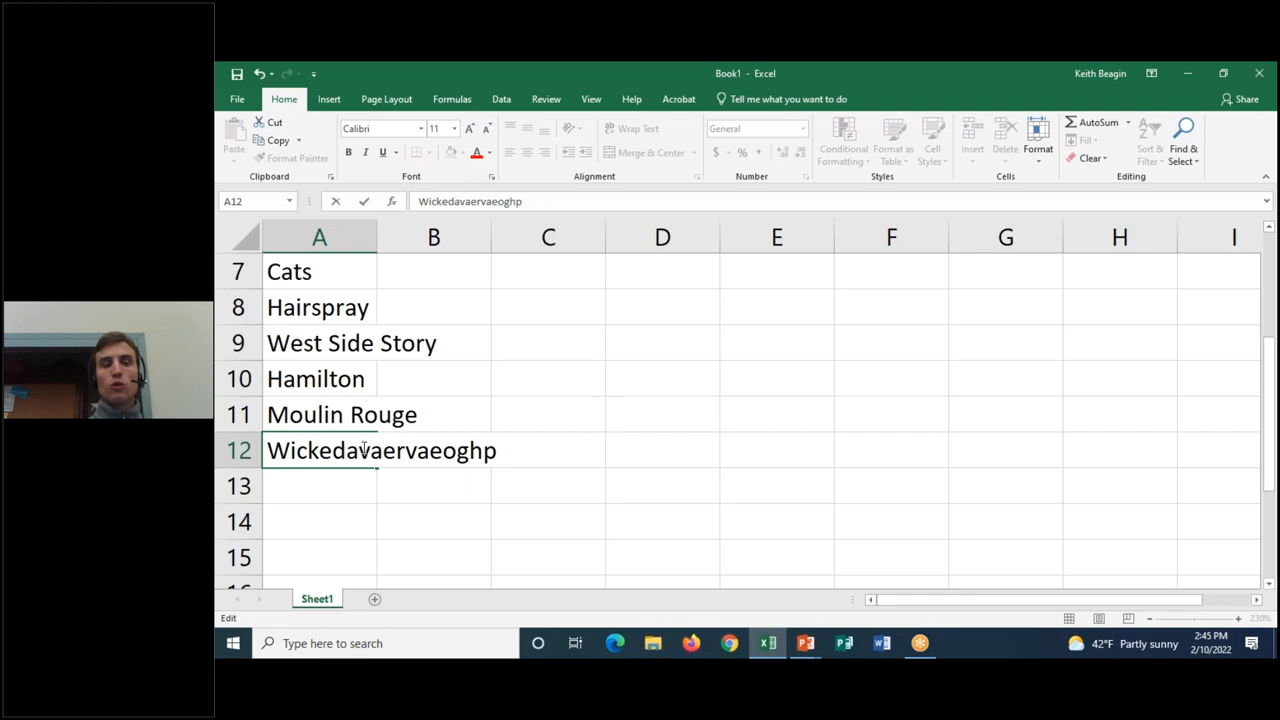 Book1 - Excel
Keith Beagin
File Home Insert Page Layout Formulas Data Review View Help Acrobat Tell me what you want to do Share
Paste
Cut
Copy
Format Painter
Calibri 11
B I U
Wrap Text
Merge & Center
General
$ %
Conditional Formatting
Format as Table
Cell Styles
Insert
Delete
Format
AutoSum
Fill
Clear
Sort & Filter
Find & Select
Clipboard Font Alignment Number Styles Cells Editing
A12 fx Wickedavaervaeoghp
A B C D E F G H I
7 Cats
8 Hairspray
9 West Side Story
10 Hamilton
11 Moulin Rouge
12 Wickedavaervaeoghp
13
14
15
16
Sheet1
Edit
230%
Type here to search
42°F Partly sunny
2:45 PM
2/10/2022